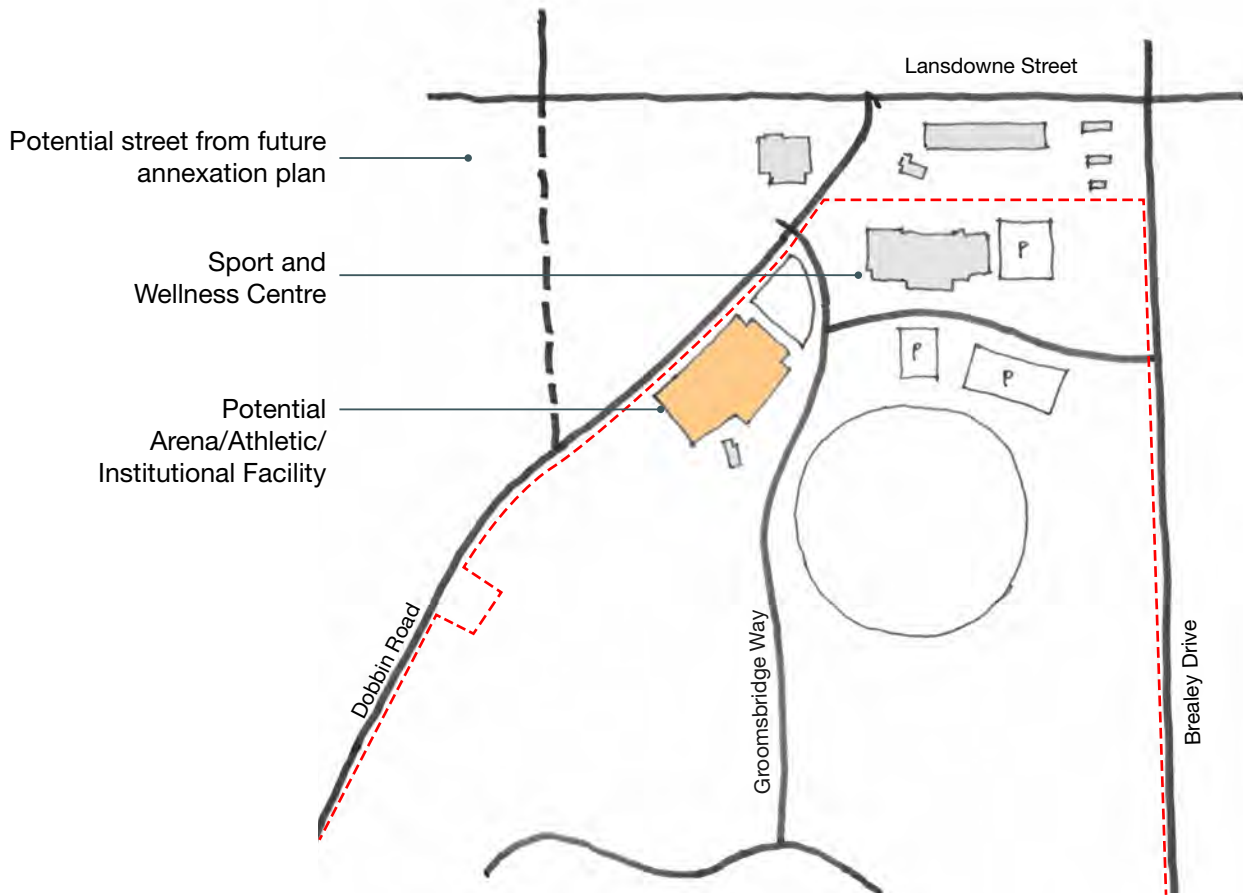 Lansdowne Street
Potential street from future
annexation plan
Sport and
Wellness Centre
P
P
P
Potential
Arena/Athletic/
Institutional Facility
Dobbin Road
Groomsbridge Way
Brealey Drive